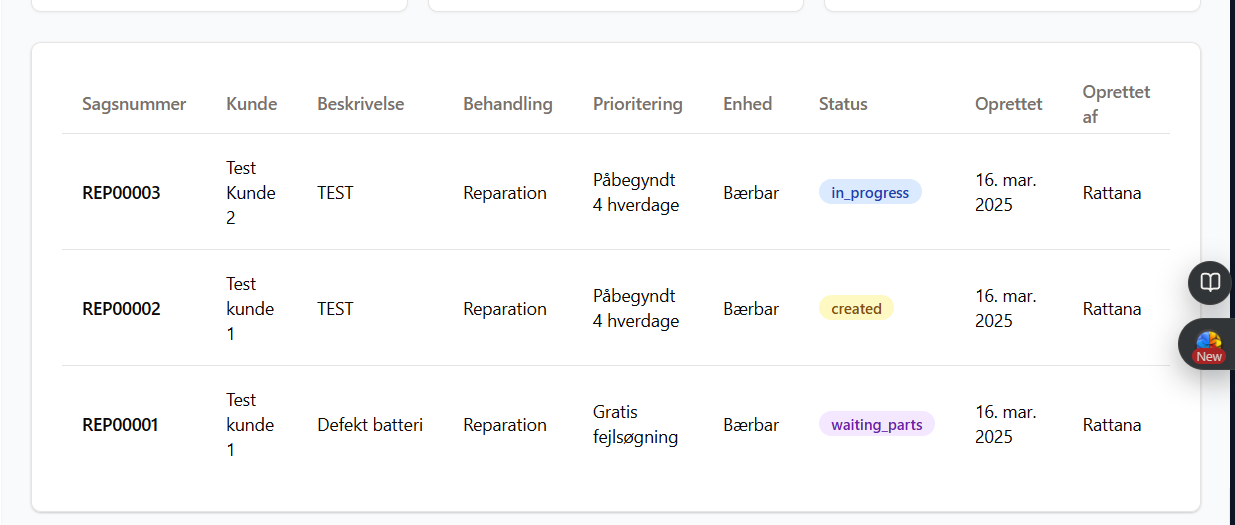 Sagsnummer Kunde Beskrivelse Behandling Prioritering Enhed Status Oprettet Oprettet af
REP00003 Test Kunde 2 TEST Reparation Påbegyndt 4 hverdage Bærbar in_progress 16. mar. 2025 Rattana
REP00002 Test kunde 1 TEST Reparation Påbegyndt 4 hverdage Bærbar created 16. mar. 2025 Rattana
REP00001 Test kunde 1 Defekt batteri Reparation Gratis fejlsøgning Bærbar waiting_parts 16. mar. 2025 Rattana
New